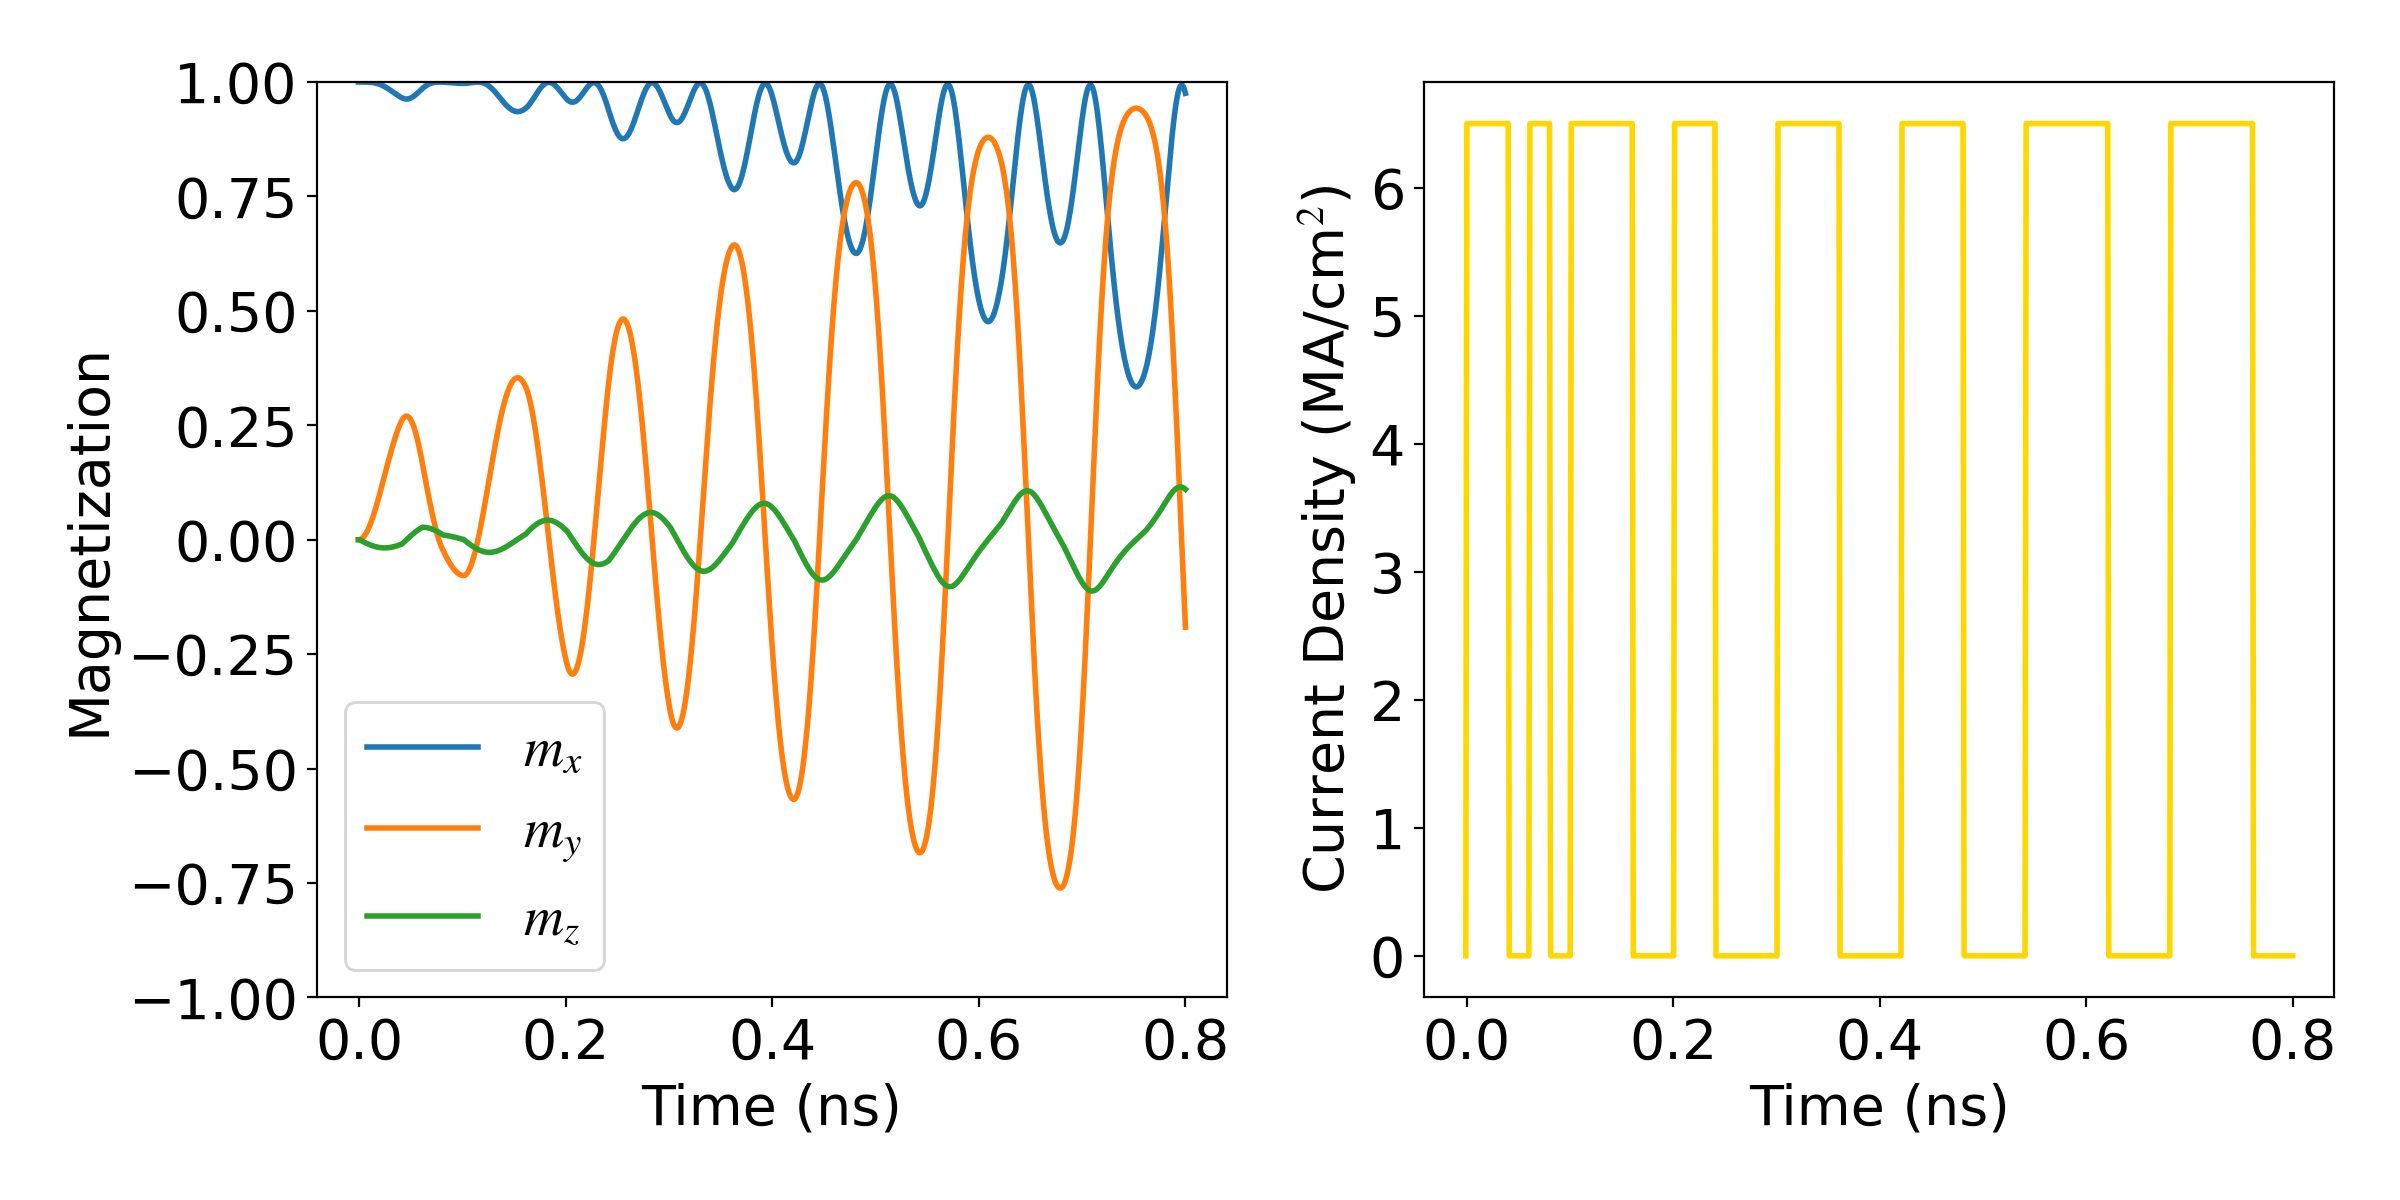 Magnetization
1.00
0.75
0.50
0.25
0.00
−0.25
−0.50
−0.75
−1.00
m_x
m_y
m_z
0.0 0.2 0.4 0.6 0.8
Time (ns)
Current Density (MA/cm²)
6
5
4
3
2
1
0
0.0 0.2 0.4 0.6 0.8
Time (ns)